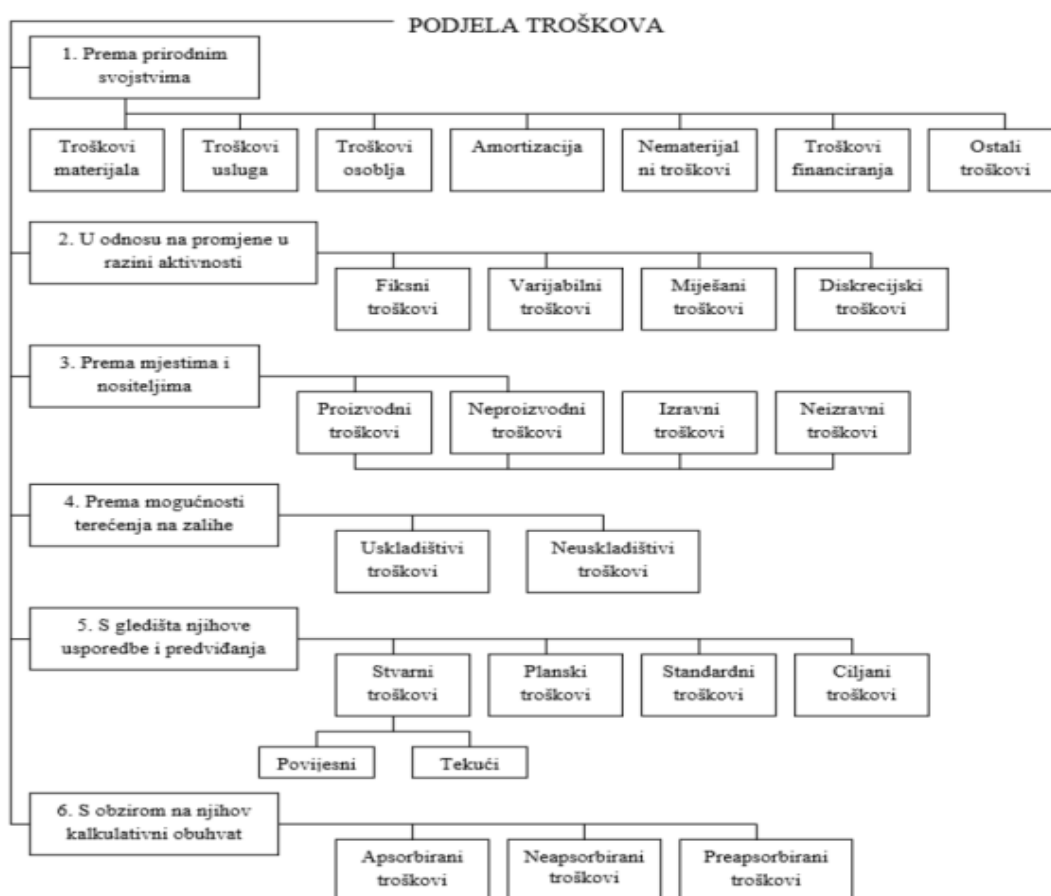 PODJELA TROŠKOVA
1. Prema prirodnim
svojstvima
Troškovi
materijala
Troškovi
usluga
Troškovi
osoblja
Amortizacija
Nematerijal
ni troškovi
Troškovi
financiranja
Ostali
troškovi
2. U odnosu na promjene u
razini aktivnosti
Fiksni
troškovi
Varijabilni
troškovi
Miješani
troškovi
Diskrecijski
troškovi
3. Prema mjestima i
nositeljima
Proizvodni
troškovi
Neproizvodni
troškovi
Izravni
troškovi
Neizravni
troškovi
4. Prema mogućnosti
terećenja na zalihe
Uskladištivi
troškovi
Neuskladištivi
troškovi
5. S gledišta njihove
usporedbe i predviđanja
Stvarni
troškovi
Planski
troškovi
Standardni
troškovi
Ciljani
troškovi
Povijesni
Tekući
6. S obzirom na njihov
kalkulativni obuhvat
Apsorbirani
troškovi
Neapsorbirani
troškovi
Preapsorbirani
troškovi